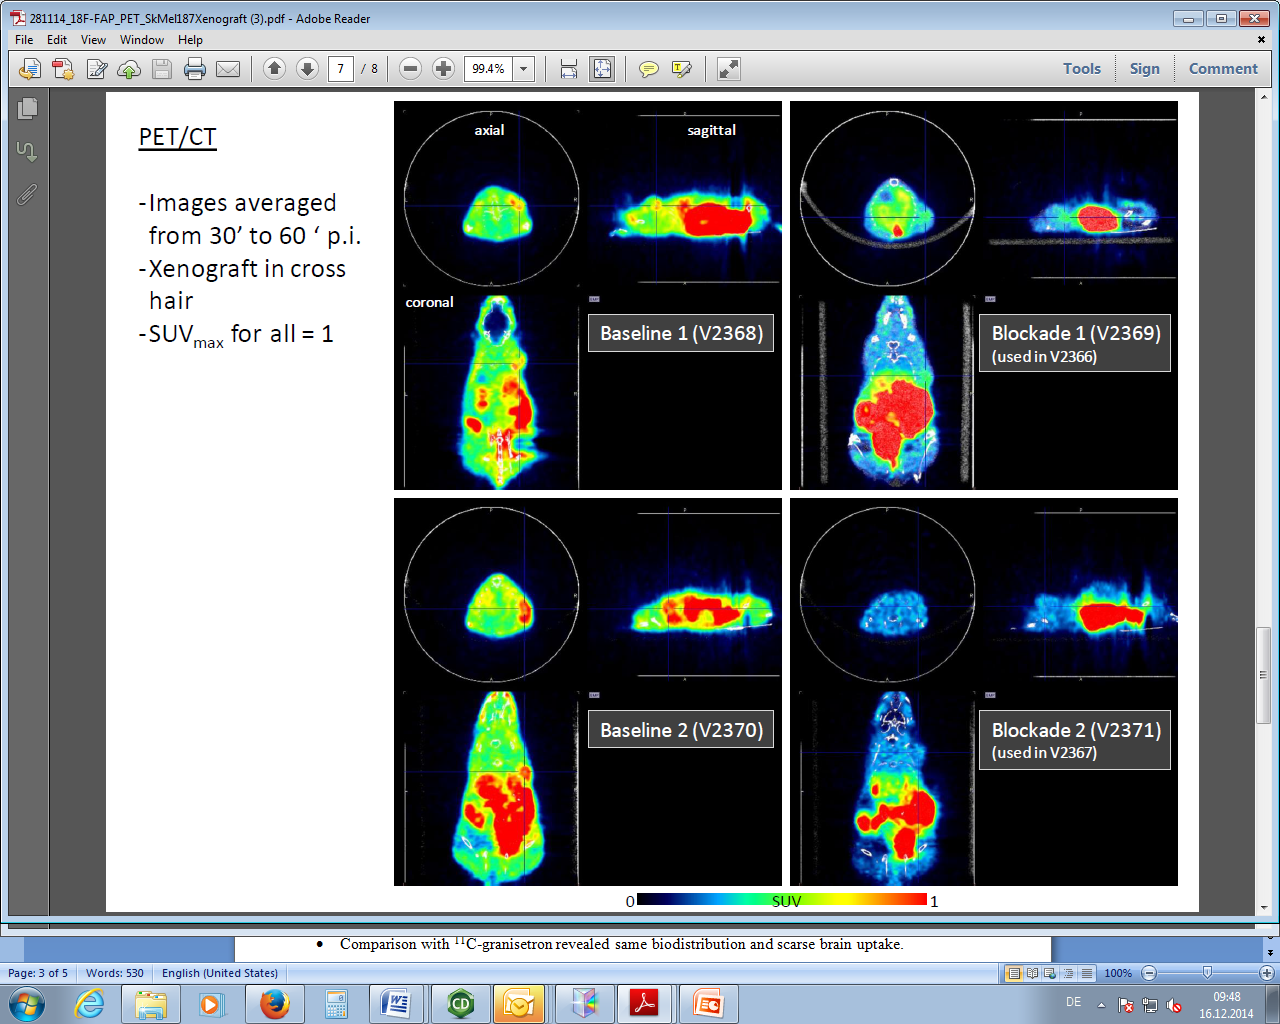 281114_18F-FAP_PET_SkMel187Xenograft (3).pdf - Adobe Reader
File Edit View Window Help
7 / 8 99.4% Tools Sign Comment
PET/CT
-Images averaged
from 30’ to 60 ‘ p.i.
-Xenograft in cross
hair
-SUVmax for all = 1
axial sagittal
coronal
Baseline 1 (V2368)
Blockade 1 (V2369)
(used in V2366)
Baseline 2 (V2370)
Blockade 2 (V2371)
(used in V2367)
0 SUV 1
• Comparison with 11C-granisetron revealed same biodistribution and scarse brain uptake.
Page: 3 of 5 Words: 530 English (United States) 100%
DE 09:48
16.12.2014